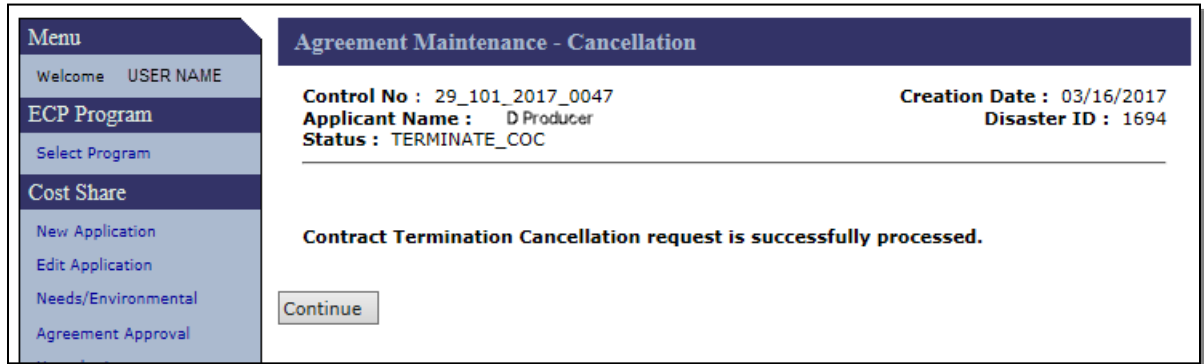 Menu
Welcome USER NAME
ECP Program
Select Program
Cost Share
New Application
Edit Application
Needs/Environmental
Agreement Approval
Agreement Maintenance - Cancellation
Control No : 29_101_2017_0047 Creation Date : 03/16/2017
Applicant Name : D Producer Disaster ID : 1694
Status : TERMINATE_COC
Contract Termination Cancellation request is successfully processed.
Continue